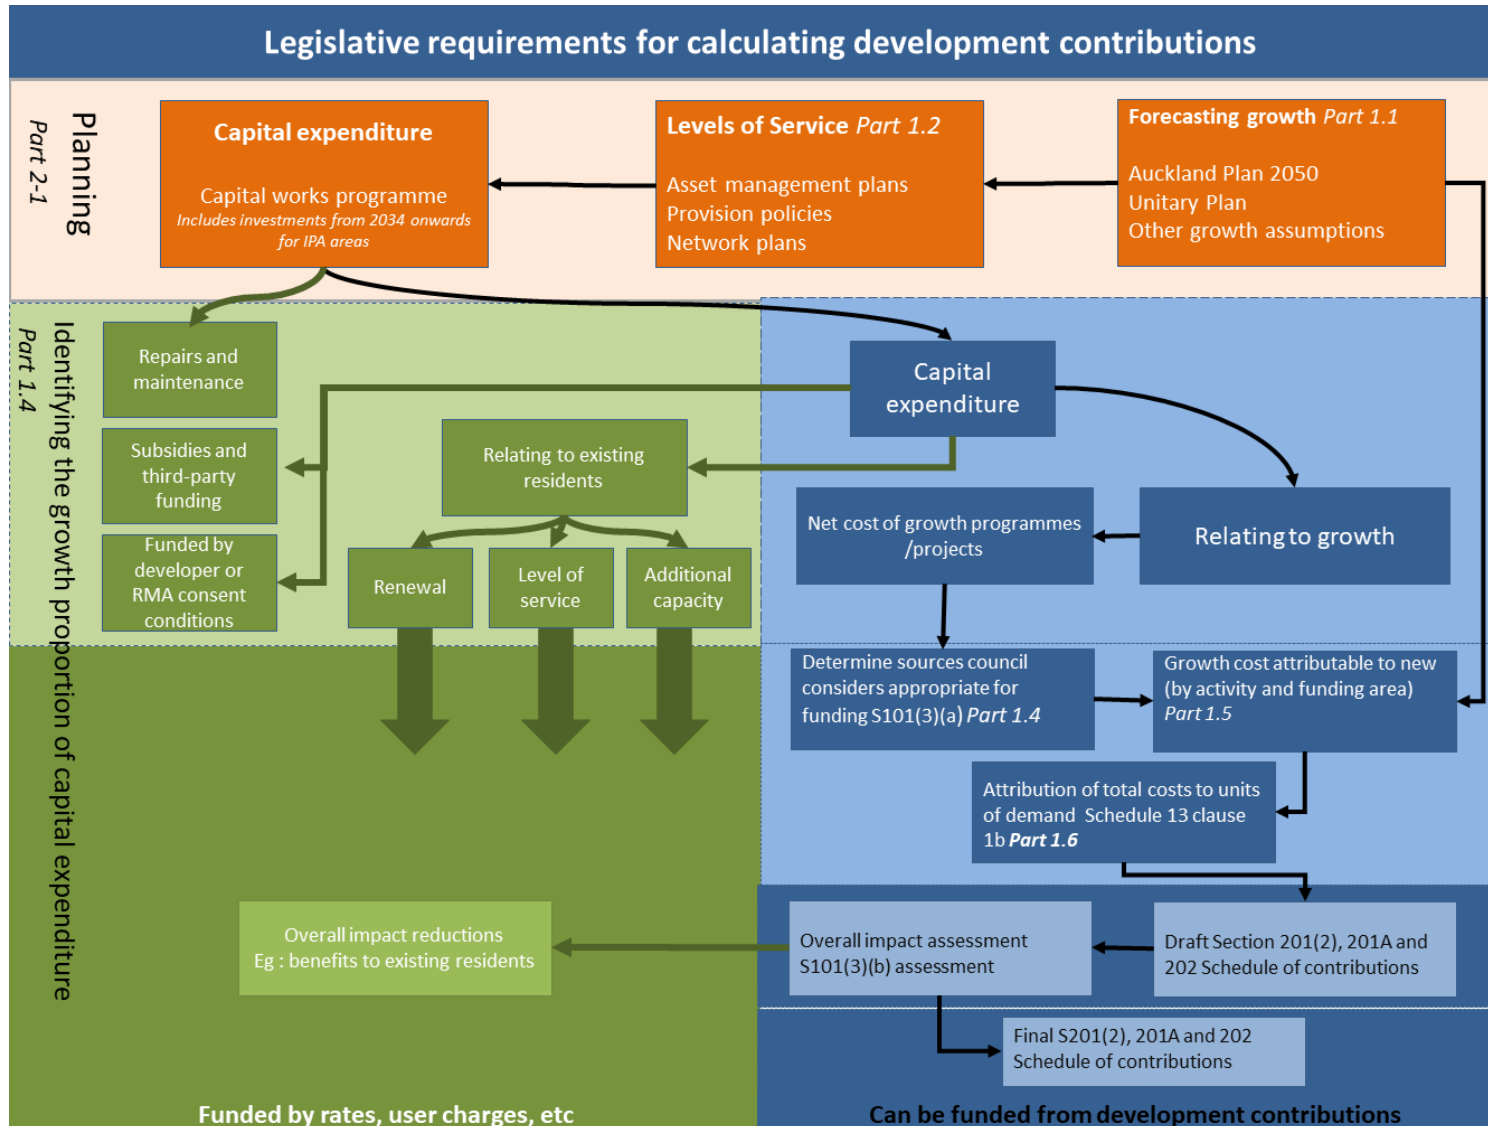 Legislative requirements for calculating development contributions
Planning
Part 2-1
Capital expenditure
Capital works programme
Includes investments from 2034 onwards
for IPA areas
Levels of Service Part 1.2
Asset management plans
Provision policies
Network plans
Forecasting growth Part 1.1
Auckland Plan 2050
Unitary Plan
Other growth assumptions
Identifying the growth proportion of capital expenditure
Part 1.4
Repairs and
maintenance
Subsidies and
third-party
funding
Funded by
developer or
RMA consent
conditions
Relating to existing
residents
Renewal
Level of
service
Additional
capacity
Capital
expenditure
Net cost of growth programmes
/projects
Relating to growth
Determine sources council
considers appropriate for
funding S101(3)(a) Part 1.4
Growth cost attributable to new
(by activity and funding area)
Part 1.5
Attribution of total costs to units
of demand Schedule 13 clause
1b Part 1.6
Overall impact reductions
Eg : benefits to existing residents
Overall impact assessment
S101(3)(b) assessment
Draft Section 201(2), 201A and
202 Schedule of contributions
Final S201(2), 201A and 202
Schedule of contributions
Funded by rates, user charges, etc
Can be funded from development contributions